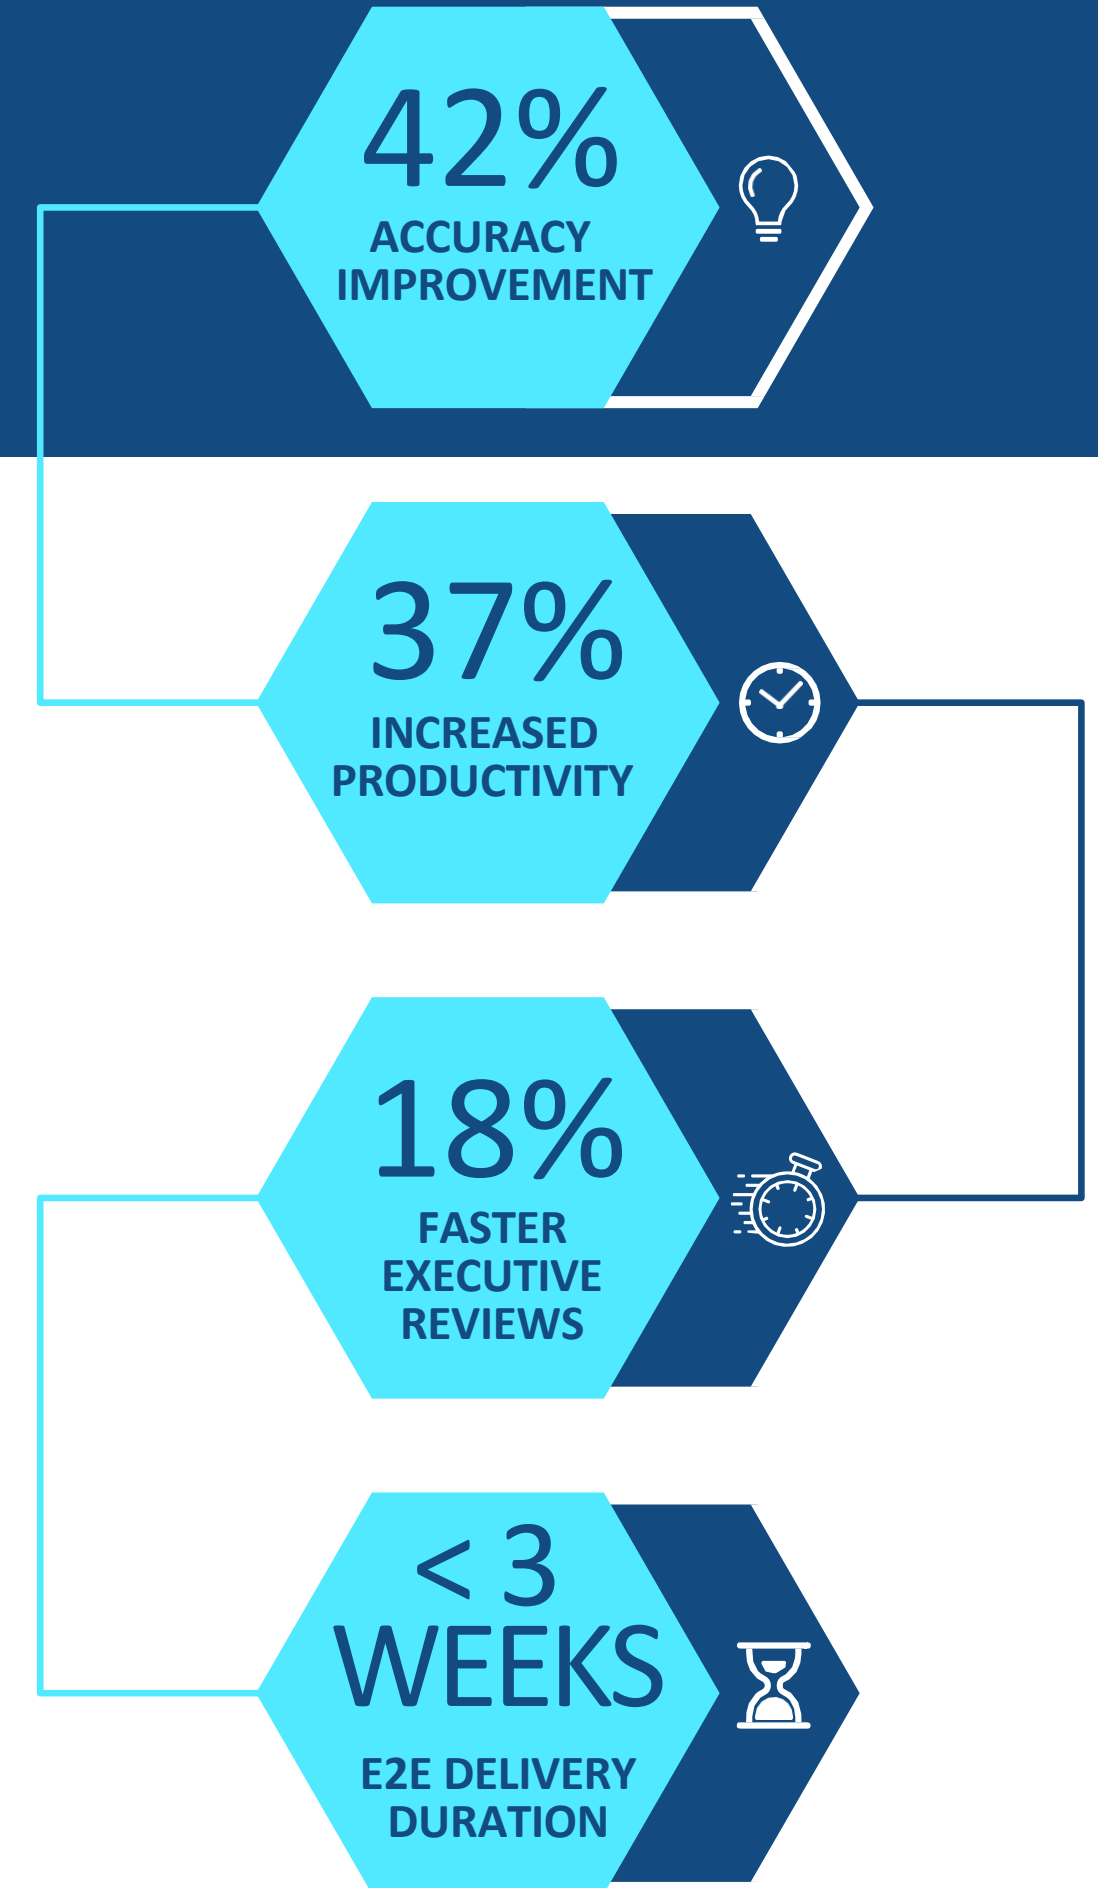 42%
ACCURACY
IMPROVEMENT
37%
INCREASED
PRODUCTIVITY
18%
FASTER
EXECUTIVE
REVIEWS
< 3
WEEKS
E2E DELIVERY
DURATION